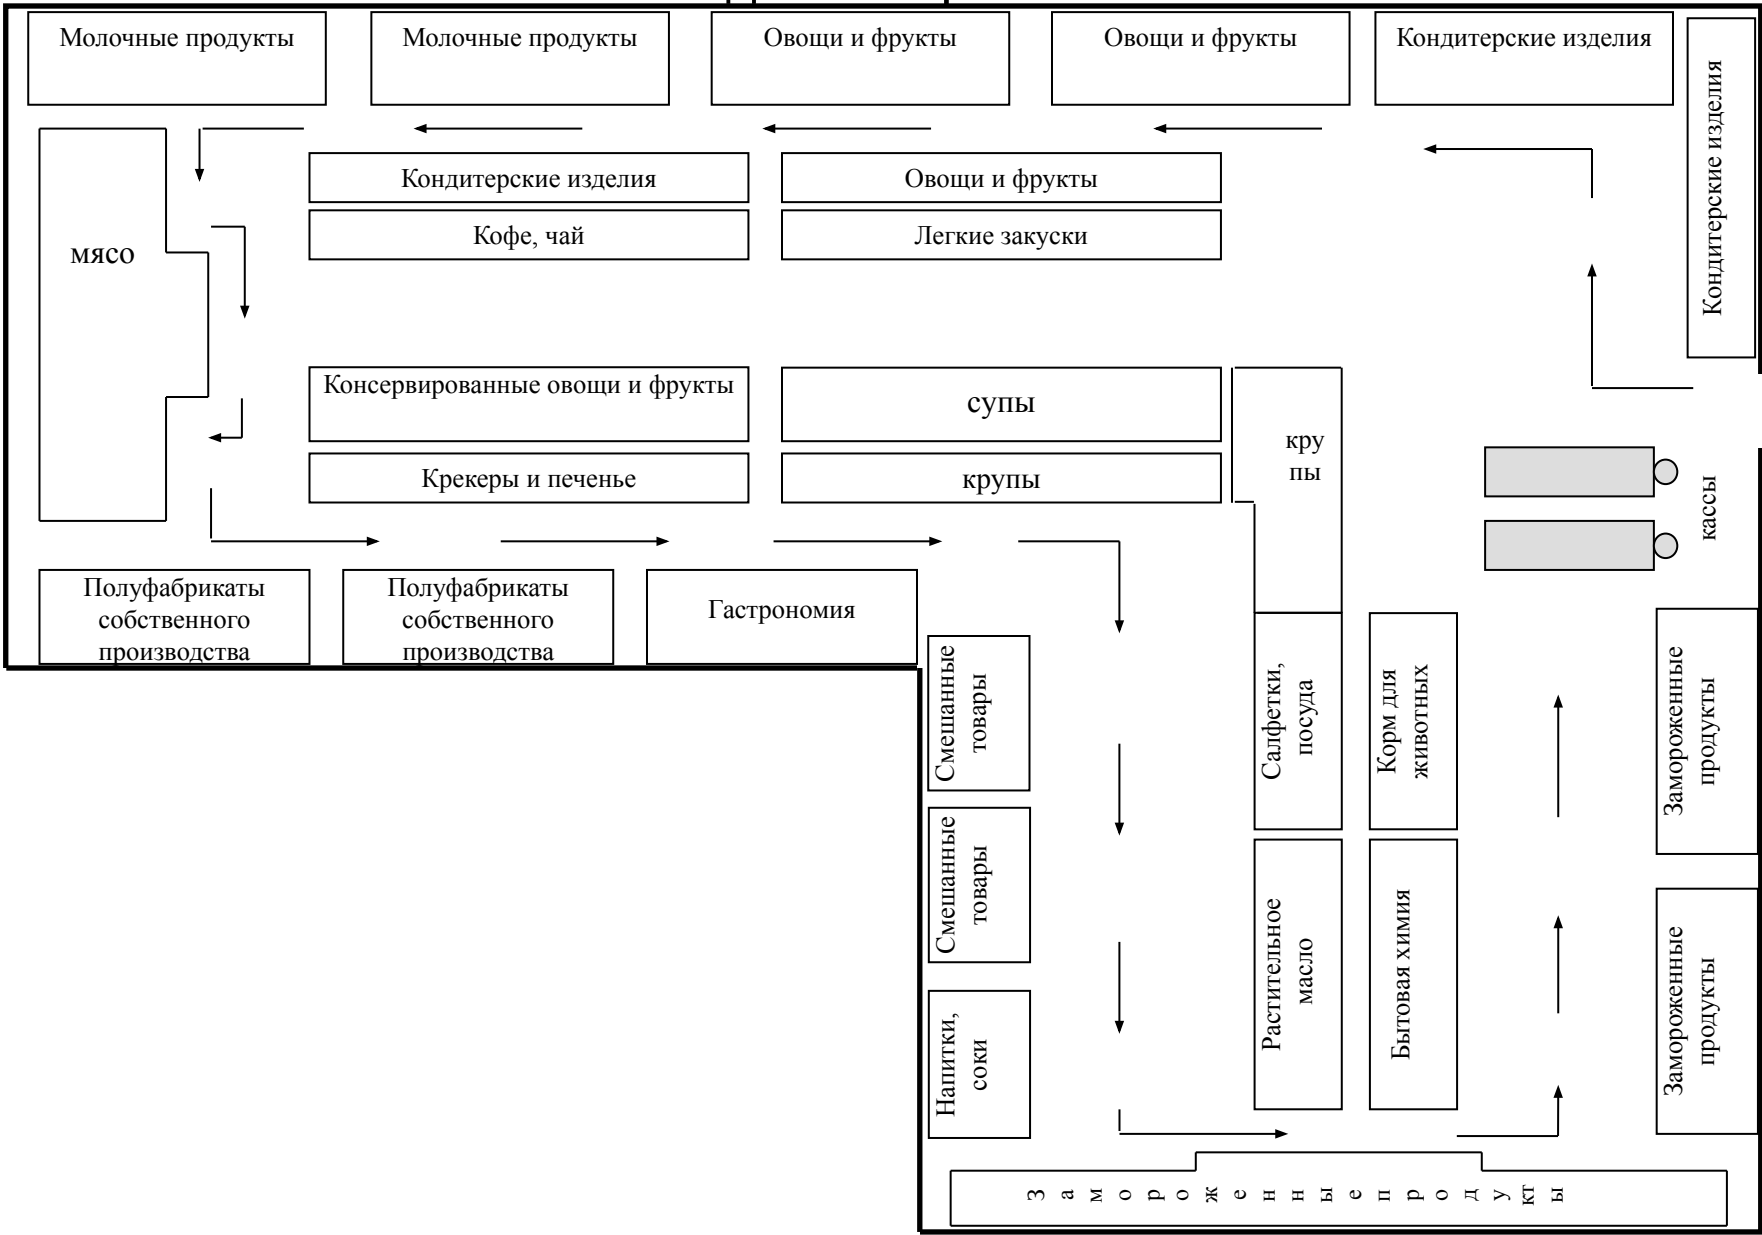 Молочные продукты
Молочные продукты
Овощи и фрукты
Овощи и фрукты
Кондитерские изделия
Кондитерские изделия
мясо
Кондитерские изделия
Овощи и фрукты
Кофе, чай
Легкие закуски
Консервированные овощи и фрукты
супы
кру
пы
Крекеры и печенье
крупы
кассы
Полуфабрикаты
собственного
производства
Полуфабрикаты
собственного
производства
Гастрономия
Смешанные
товары
Салфетки,
посуда
Корм для
животных
Замороженные
продукты
Смешанные
товары
Растительное
масло
Бытовая химия
Замороженные
продукты
Напитки,
соки
Замороженныепродукты